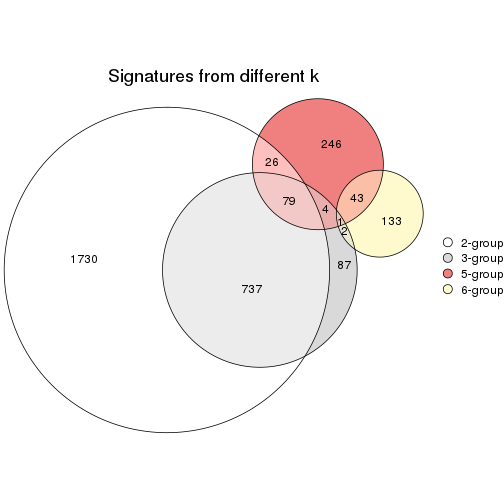 Signatures from different k
246
26
79
4
43
1
2
133
1730
737
87
2-group
3-group
5-group
6-group